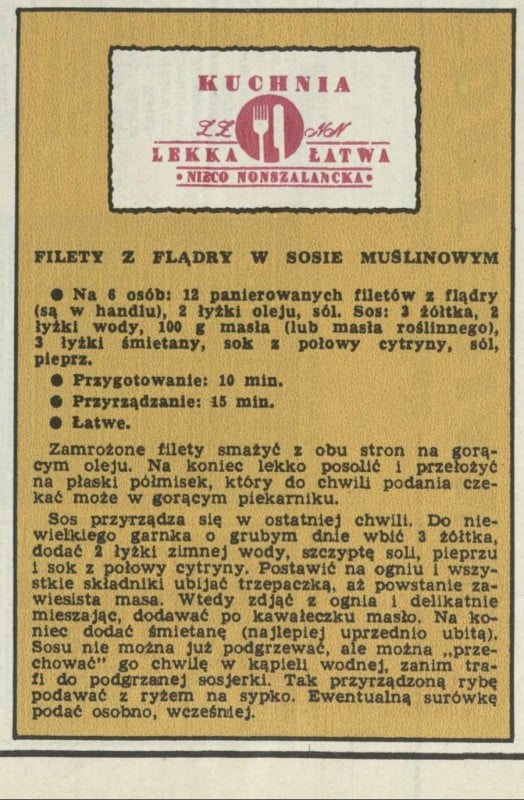 KUCHNIA
ŁŁ NN
LEKKA ŁATWA
• NIECO NONSZALANCKA •
FILETY Z FLĄDRY W SOSIE MUŚLINOWYM
● Na 6 osób: 12 panierowanych filetów z flądry
(są w handlu), 2 łyżki oleju, sól. Sos: 3 żółtka, 2
łyżki wody, 100 g masła (lub masła roślinnego),
3 łyżki śmietany, sok z połowy cytryny, sól,
pieprz.
● Przygotowanie: 10 min.
● Przyrządzanie: 15 min.
● Łatwe.
Zamrożone filety smażyć z obu stron na gorą-
cym oleju. Na koniec lekko posolić i przełożyć
na płaski półmisek, który do chwili podania cze-
kać może w gorącym piekarniku.
Sos przyrządza się w ostatniej chwili. Do nie-
wielkiego garnka o grubym dnie wbić 3 żółtka,
dodać 2 łyżki zimnej wody, szczyptę soli, pieprzu
i sok z połowy cytryny. Postawić na ogniu i wszy-
stkie składniki ubijać trzepaczką, aż powstanie za-
wiesista masa. Wtedy zdjąć z ognia i delikatnie
mieszając, dodawać po kawałeczku masło. Na ko-
niec dodać śmietanę (najlepiej uprzednio ubitą).
Sosu nie można już podgrzewać, ale można „prze-
chować” go chwilę w kąpieli wodnej, zanim tra-
fi do podgrzanej sosjerki. Tak przyrządzoną rybę
podawać z ryżem na sypko. Ewentualną surówkę
podać osobno, wcześniej.